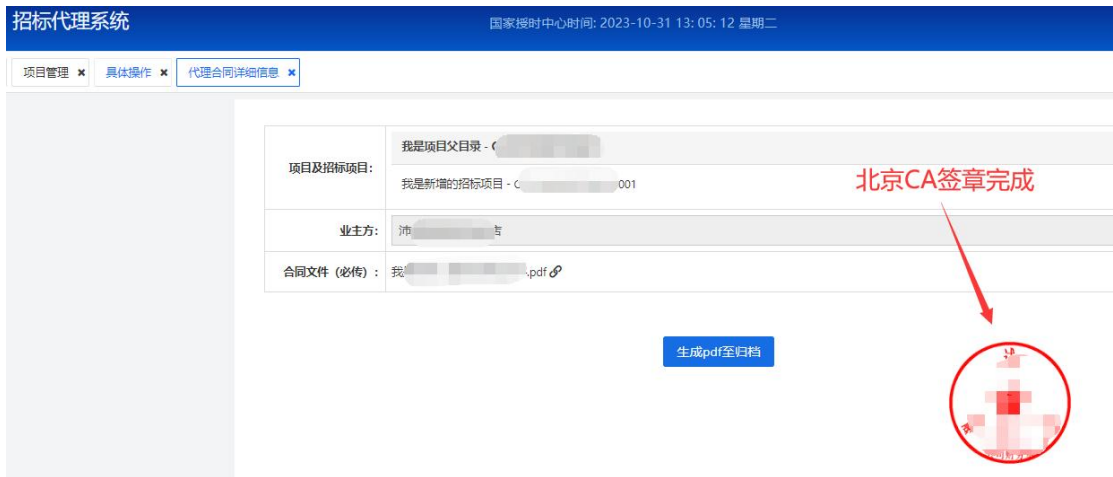 招标代理系统
国家授时中心时间: 2023-10-31 13: 05: 12 星期二
项目管理 × 具体操作 × 代理合同详细信息 ×
项目及招标项目:
我是项目父目录 -
我是新增的招标项目 - 001
北京CA签章完成
业主方: 沛
合同文件（必传）: 我 .pdf
生成pdf至归档